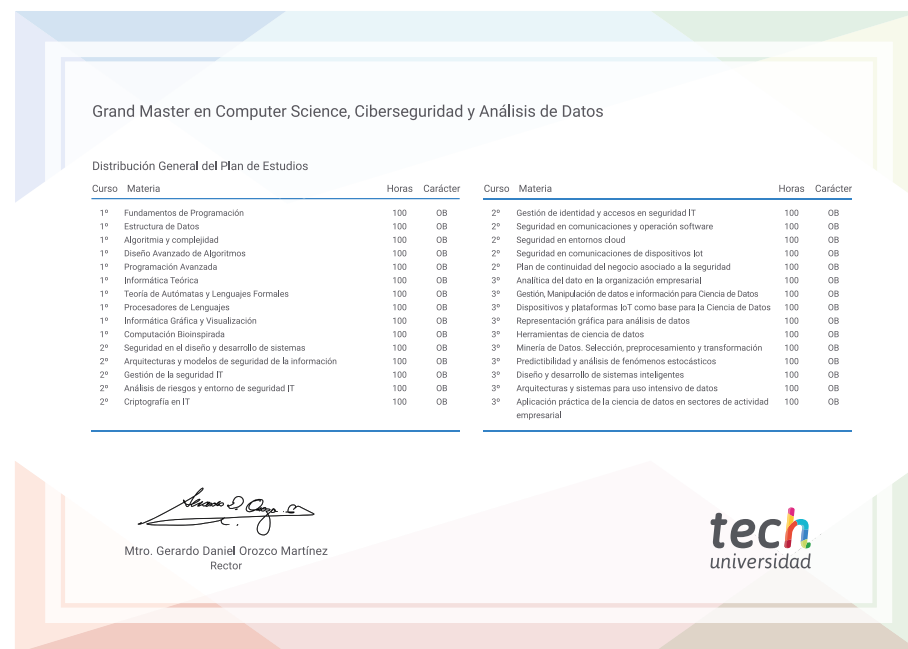 Grand Master en Computer Science, Ciberseguridad y Análisis de Datos
Distribución General del Plan de Estudios
Curso Materia Horas Carácter
1º Fundamentos de Programación 100 OB
1º Estructura de Datos 100 OB
1º Algoritmia y complejidad 100 OB
1º Diseño Avanzado de Algoritmos 100 OB
1º Programación Avanzada 100 OB
1º Informática Teórica 100 OB
1º Teoría de Autómatas y Lenguajes Formales 100 OB
1º Procesadores de Lenguajes 100 OB
1º Informática Gráfica y Visualización 100 OB
1º Computación Bioinspirada 100 OB
2º Seguridad en el diseño y desarrollo de sistemas 100 OB
2º Arquitecturas y modelos de seguridad de la información 100 OB
2º Gestión de la seguridad IT 100 OB
2º Análisis de riesgos y entorno de seguridad IT 100 OB
2º Criptografía en IT 100 OB
Curso Materia Horas Carácter
2º Gestión de identidad y accesos en seguridad IT 100 OB
2º Seguridad en comunicaciones y operación software 100 OB
2º Seguridad en entornos cloud 100 OB
2º Seguridad en comunicaciones de dispositivos Iot 100 OB
2º Plan de continuidad del negocio asociado a la seguridad 100 OB
3º Analítica del dato en la organización empresarial 100 OB
3º Gestión, Manipulación de datos e información para Ciencia de Datos 100 OB
3º Dispositivos y plataformas IoT como base para la Ciencia de Datos 100 OB
3º Representación gráfica para análisis de datos 100 OB
3º Herramientas de ciencia de datos 100 OB
3º Minería de Datos. Selección, preprocesamiento y transformación 100 OB
3º Predictibilidad y análisis de fenómenos estocásticos 100 OB
3º Diseño y desarrollo de sistemas inteligentes 100 OB
3º Arquitecturas y sistemas para uso intensivo de datos 100 OB
3º Aplicación práctica de la ciencia de datos en sectores de actividad 100 OB
empresarial
Mtro. Gerardo Daniel Orozco Martínez
Rector
tech
universidad